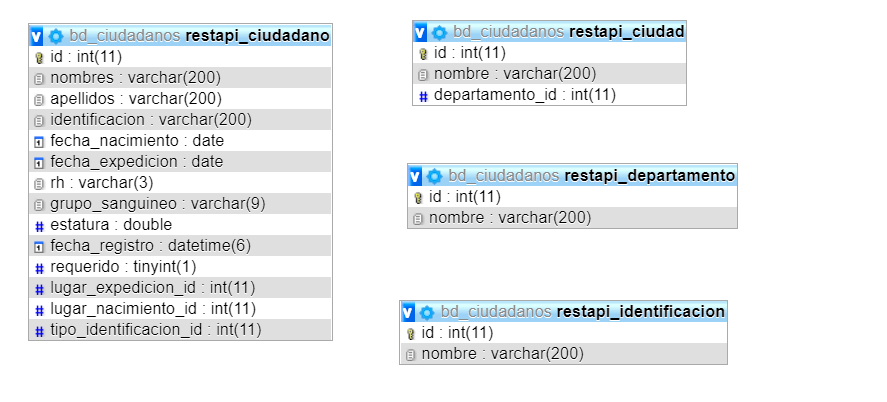 bd_ciudadanos restapi_ciudadano
id : int(11)
nombres : varchar(200)
apellidos : varchar(200)
identificacion : varchar(200)
fecha_nacimiento : date
fecha_expedicion : date
rh : varchar(3)
grupo_sanguineo : varchar(9)
estatura : double
fecha_registro : datetime(6)
requerido : tinyint(1)
lugar_expedicion_id : int(11)
lugar_nacimiento_id : int(11)
tipo_identificacion_id : int(11)
bd_ciudadanos restapi_ciudad
id : int(11)
nombre : varchar(200)
departamento_id : int(11)
bd_ciudadanos restapi_departamento
id : int(11)
nombre : varchar(200)
bd_ciudadanos restapi_identificacion
id : int(11)
nombre : varchar(200)